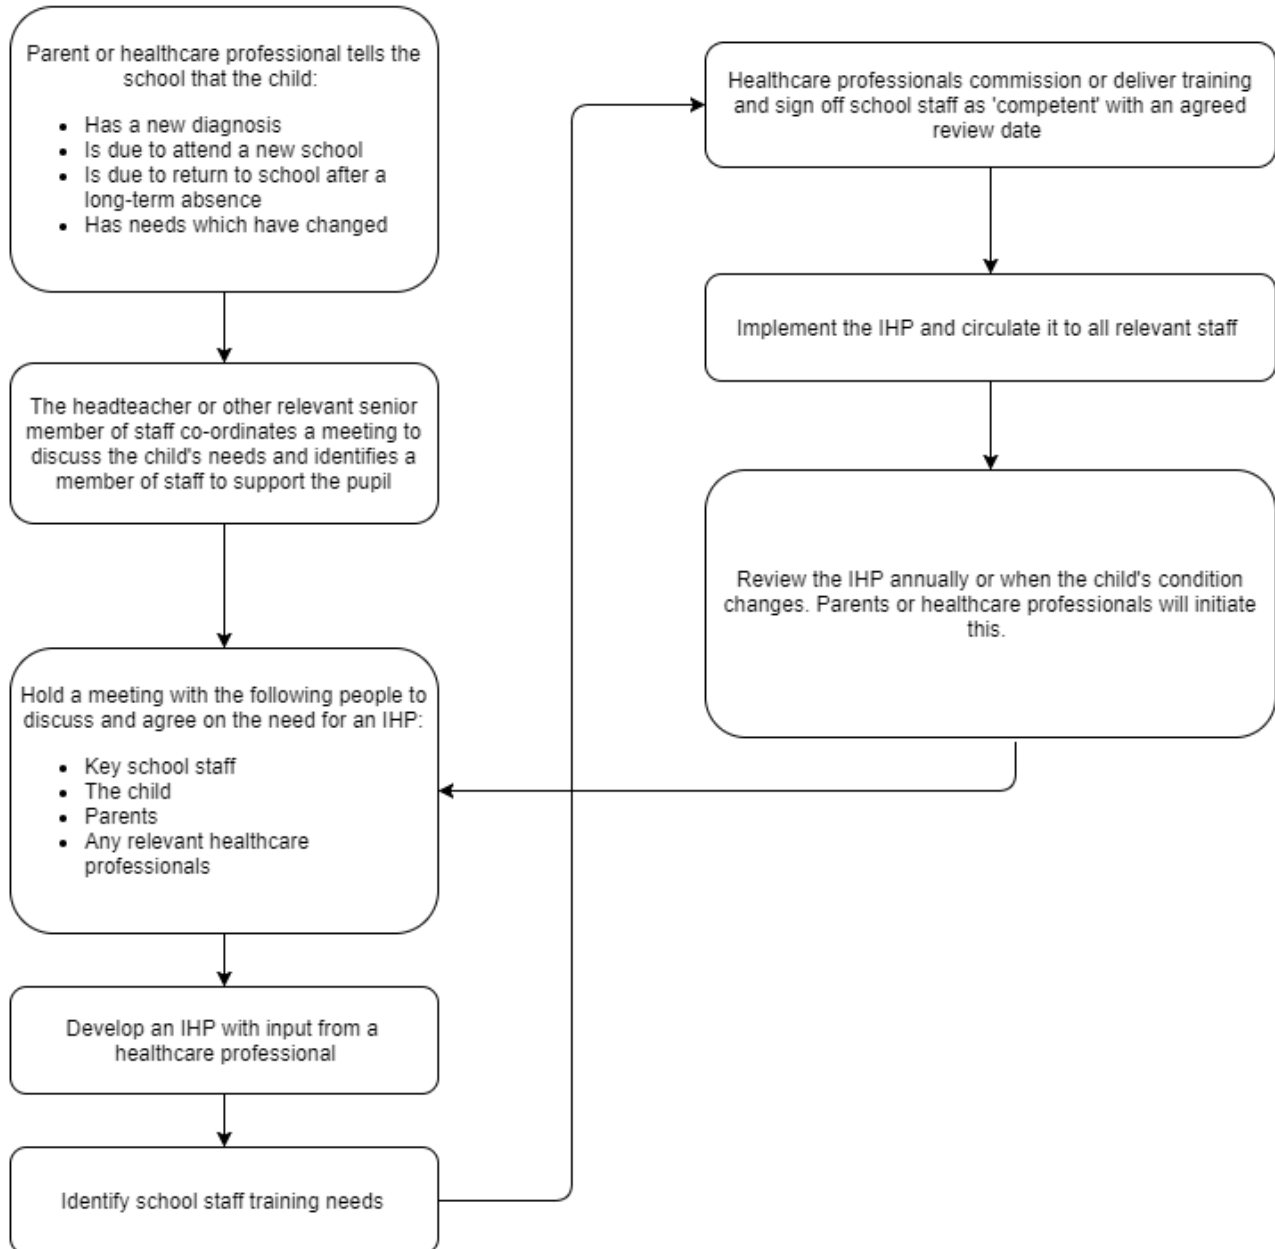 Parent or healthcare professional tells the
school that the child:
• Has a new diagnosis
• Is due to attend a new school
• Is due to return to school after a
long-term absence
• Has needs which have changed
The headteacher or other relevant senior
member of staff co-ordinates a meeting to
discuss the child's needs and identifies a
member of staff to support the pupil
Hold a meeting with the following people to
discuss and agree on the need for an IHP:
• Key school staff
• The child
• Parents
• Any relevant healthcare
professionals
Develop an IHP with input from a
healthcare professional
Identify school staff training needs
Healthcare professionals commission or deliver training
and sign off school staff as 'competent' with an agreed
review date
Implement the IHP and circulate it to all relevant staff
Review the IHP annually or when the child's condition
changes. Parents or healthcare professionals will initiate
this.